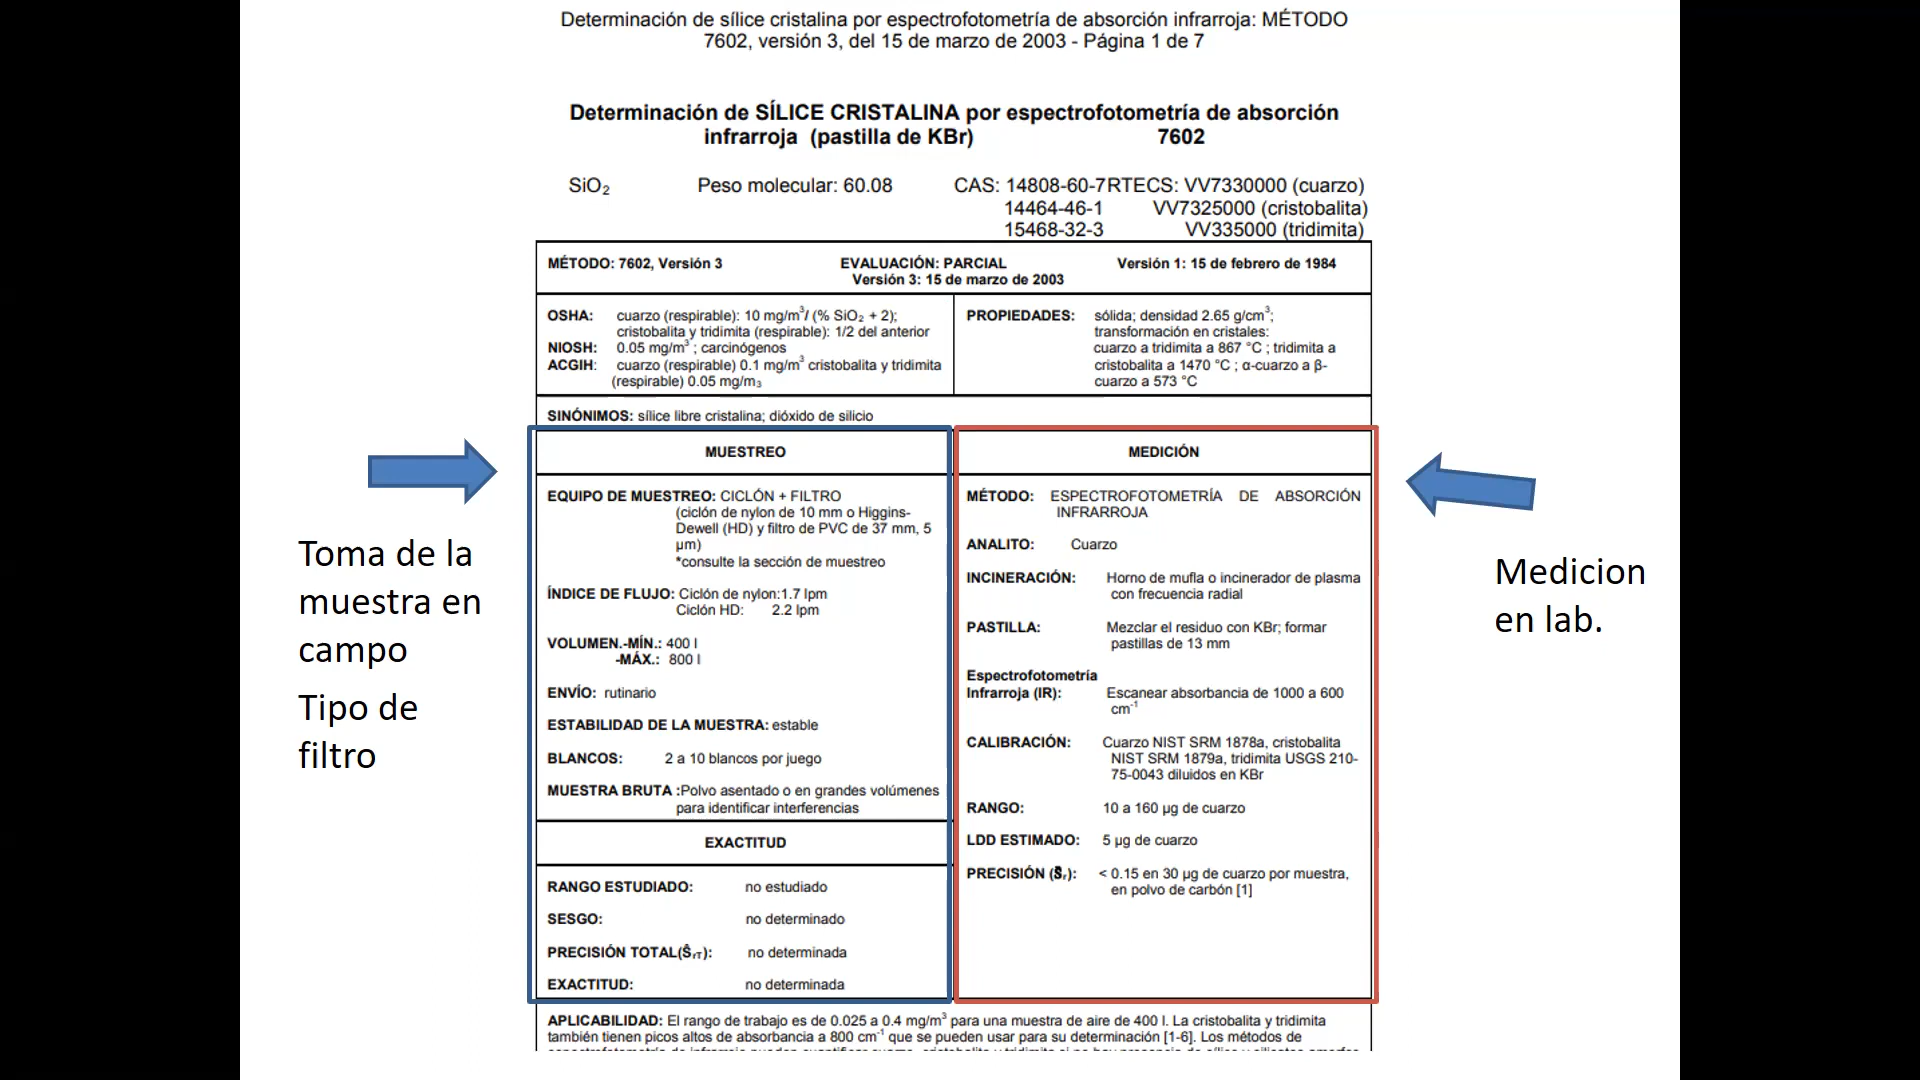 Determinación de sílice cristalina por espectrofotometría de absorción infrarroja: MÉTODO
7602, versión 3, del 15 de marzo de 2003 - Página 1 de 7
Determinación de SÍLICE CRISTALINA por espectrofotometría de absorción
infrarroja (pastilla de KBr) 7602
SiO₂ Peso molecular: 60.08 CAS: 14808-60-7RTECS: VV7330000 (cuarzo)
14464-46-1 VV7325000 (cristobalita)
15468-32-3 VV335000 (tridimita)
MÉTODO: 7602, Versión 3 EVALUACIÓN: PARCIAL Versión 1: 15 de febrero de 1984
Versión 3: 15 de marzo de 2003
OSHA: cuarzo (respirable): 10 mg/m³/ (% SiO₂ + 2);
cristobalita y tridimita (respirable): 1/2 del anterior
NIOSH: 0.05 mg/m³ ; carcinógenos
ACGIH: cuarzo (respirable) 0.1 mg/m³ cristobalita y tridimita
(respirable) 0.05 mg/m₃
PROPIEDADES: sólida; densidad 2.65 g/cm³;
transformación en cristales:
cuarzo a tridimita a 867 °C ; tridimita a
cristobalita a 1470 °C ; α-cuarzo a β-
cuarzo a 573 °C
SINÓNIMOS: sílice libre cristalina; dióxido de silicio
Toma de la
muestra en
campo
Tipo de
filtro
MUESTREO
EQUIPO DE MUESTREO: CICLÓN + FILTRO
(ciclón de nylon de 10 mm o Higgins-
Dewell (HD) y filtro de PVC de 37 mm, 5
µm)
*consulte la sección de muestreo
ÍNDICE DE FLUJO: Ciclón de nylon:1.7 lpm
Ciclón HD: 2.2 lpm
VOLUMEN.-MÍN.: 400 l
-MÁX.: 800 l
ENVÍO: rutinario
ESTABILIDAD DE LA MUESTRA: estable
BLANCOS: 2 a 10 blancos por juego
MUESTRA BRUTA :Polvo asentado o en grandes volúmenes
para identificar interferencias
EXACTITUD
RANGO ESTUDIADO: no estudiado
SESGO: no determinado
PRECISIÓN TOTAL(Ŝrᴛ): no determinada
EXACTITUD: no determinada
MEDICIÓN
MÉTODO: ESPECTROFOTOMETRÍA DE ABSORCIÓN
INFRARROJA
ANALITO: Cuarzo
INCINERACIÓN: Horno de mufla o incinerador de plasma
con frecuencia radial
PASTILLA: Mezclar el residuo con KBr; formar
pastillas de 13 mm
Espectrofotometría
Infrarroja (IR): Escanear absorbancia de 1000 a 600
cm⁻¹
CALIBRACIÓN: Cuarzo NIST SRM 1878a, cristobalita
NIST SRM 1879a, tridimita USGS 210-
75-0043 diluidos en KBr
RANGO: 10 a 160 µg de cuarzo
LDD ESTIMADO: 5 µg de cuarzo
PRECISIÓN (S̄ᵣ): < 0.15 en 30 µg de cuarzo por muestra,
en polvo de carbón [1]
Medicion
en lab.
APLICABILIDAD: El rango de trabajo es de 0.025 a 0.4 mg/m³ para una muestra de aire de 400 l. La cristobalita y tridimita
también tienen picos altos de absorbancia a 800 cm⁻¹ que se pueden usar para su determinación [1-6]. Los métodos de